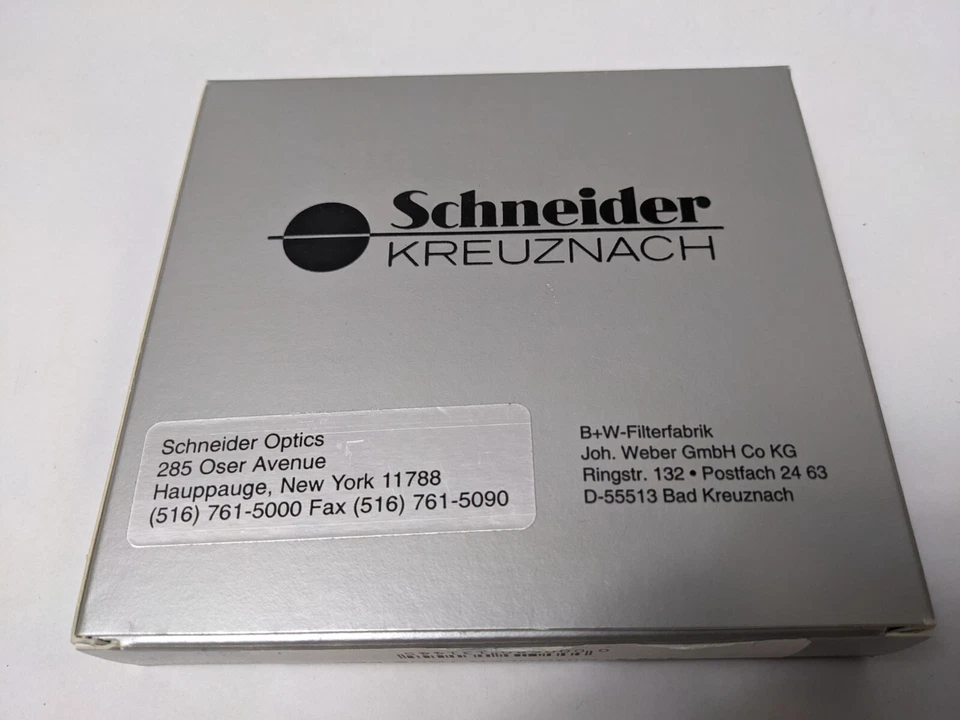 Schneider
KREUZNACH
Schneider Optics
285 Oser Avenue
Hauppauge, New York 11788
(516) 761-5000 Fax (516) 761-5090
B+W-Filterfabrik
Joh. Weber GmbH Co KG
Ringstr. 132 • Postfach 24 63
D-55513 Bad Kreuznach